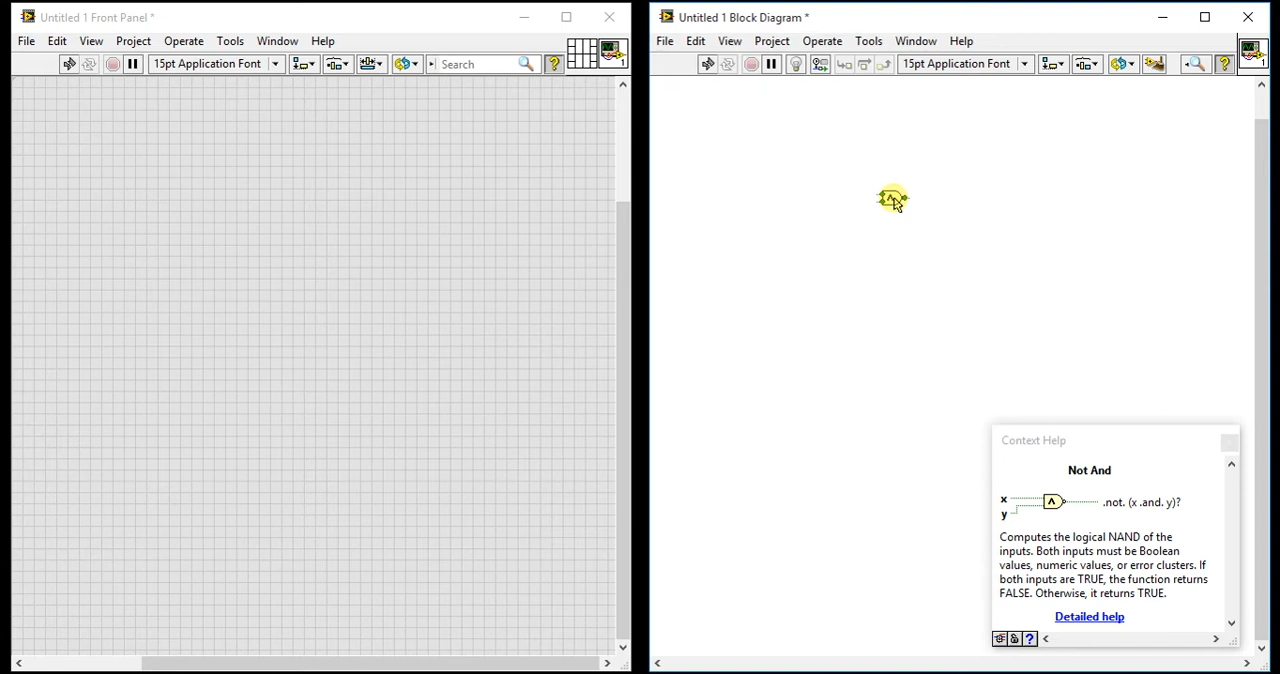 Untitled 1 Front Panel *
File Edit View Project Operate Tools Window Help
15pt Application Font
Search
?
1
Untitled 1 Block Diagram *
File Edit View Project Operate Tools Window Help
15pt Application Font
?
1
Context Help
Not And
x
y
.not. (x .and. y)?
Computes the logical NAND of the
inputs. Both inputs must be Boolean
values, numeric values, or error clusters. If
both inputs are TRUE, the function returns
FALSE. Otherwise, it returns TRUE.
Detailed help
?